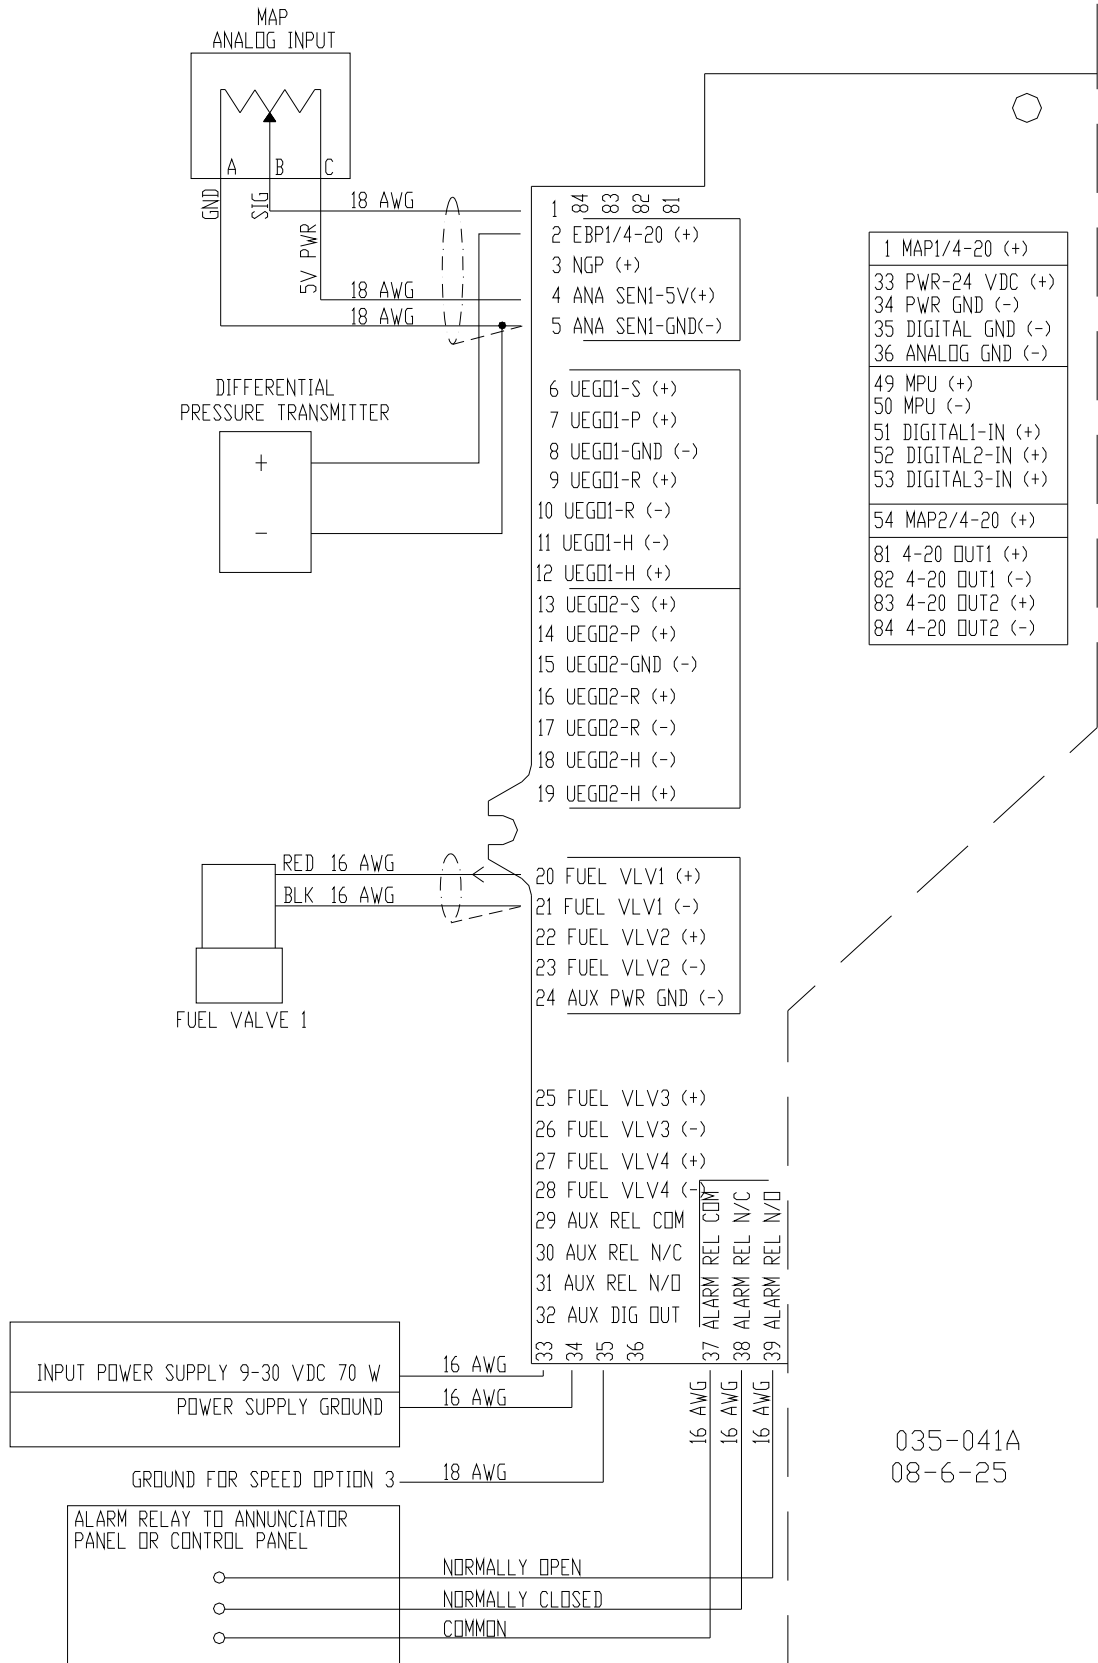 MAP
ANALOG INPUT
A
B
C
GND
SIG
5V PWR
18 AWG
18 AWG
18 AWG
1
84
83
82
81
2 EBP1/4-20 (+)
3 NGP (+)
4 ANA SEN1-5V(+)
5 ANA SEN1-GND(-)
1 MAP1/4-20 (+)
33 PWR-24 VDC (+)
34 PWR GND (-)
35 DIGITAL GND (-)
36 ANALOG GND (-)
49 MPU (+)
50 MPU (-)
51 DIGITAL1-IN (+)
52 DIGITAL2-IN (+)
53 DIGITAL3-IN (+)
54 MAP2/4-20 (+)
81 4-20 OUT1 (+)
82 4-20 OUT1 (-)
83 4-20 OUT2 (+)
84 4-20 OUT2 (-)
DIFFERENTIAL
PRESSURE TRANSMITTER
+
-
6 UEGO1-S (+)
7 UEGO1-P (+)
8 UEGO1-GND (-)
9 UEGO1-R (+)
10 UEGO1-R (-)
11 UEGO1-H (-)
12 UEGO1-H (+)
13 UEGO2-S (+)
14 UEGO2-P (+)
15 UEGO2-GND (-)
16 UEGO2-R (+)
17 UEGO2-R (-)
18 UEGO2-H (-)
19 UEGO2-H (+)
RED 16 AWG
BLK 16 AWG
FUEL VALVE 1
20 FUEL VLV1 (+)
21 FUEL VLV1 (-)
22 FUEL VLV2 (+)
23 FUEL VLV2 (-)
24 AUX PWR GND (-)
25 FUEL VLV3 (+)
26 FUEL VLV3 (-)
27 FUEL VLV4 (+)
28 FUEL VLV4 (-)
29 AUX REL COM
30 AUX REL N/C
31 AUX REL N/O
32 AUX DIG OUT
33
34
35
36
37 ALARM REL COM
38 ALARM REL N/C
39 ALARM REL N/O
INPUT POWER SUPPLY 9-30 VDC 70 W
16 AWG
POWER SUPPLY GROUND
16 AWG
16 AWG
16 AWG
16 AWG
GROUND FOR SPEED OPTION 3
18 AWG
035-041A
08-6-25
ALARM RELAY TO ANNUNCIATOR
PANEL OR CONTROL PANEL
NORMALLY OPEN
NORMALLY CLOSED
COMMON